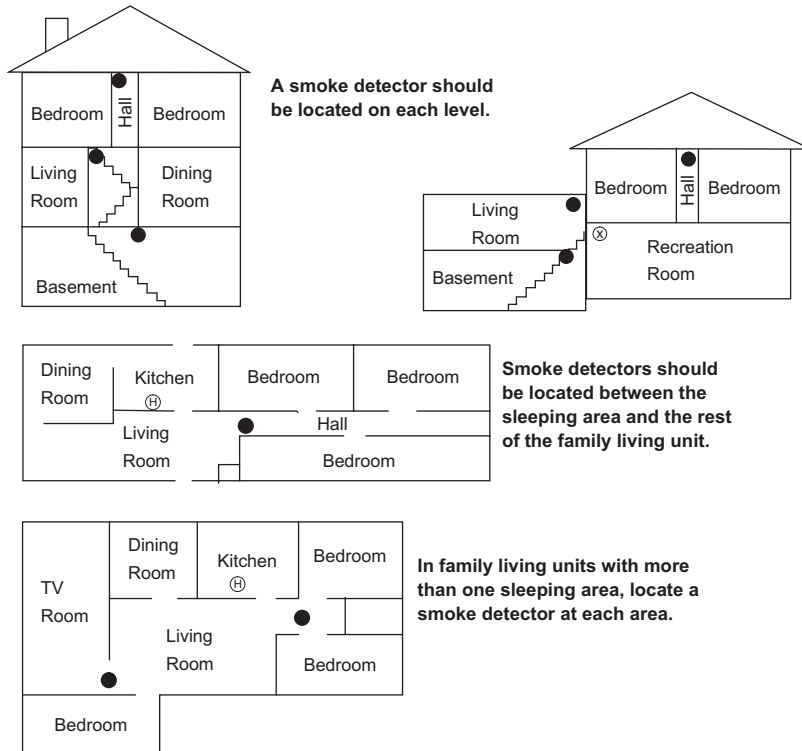 A smoke detector should
be located on each level.
Bedroom
Hall
Bedroom
Living
Room
Dining
Room
Basement
Bedroom
Hall
Bedroom
Living
Room
X
Recreation
Room
Basement
Dining
Room
Kitchen
H
Bedroom
Bedroom
Living
Room
Hall
Bedroom
Smoke detectors should
be located between the
sleeping area and the rest
of the family living unit.
TV
Room
Dining
Room
Kitchen
H
Bedroom
Living
Room
Bedroom
Bedroom
In family living units with more
than one sleeping area, locate a
smoke detector at each area.